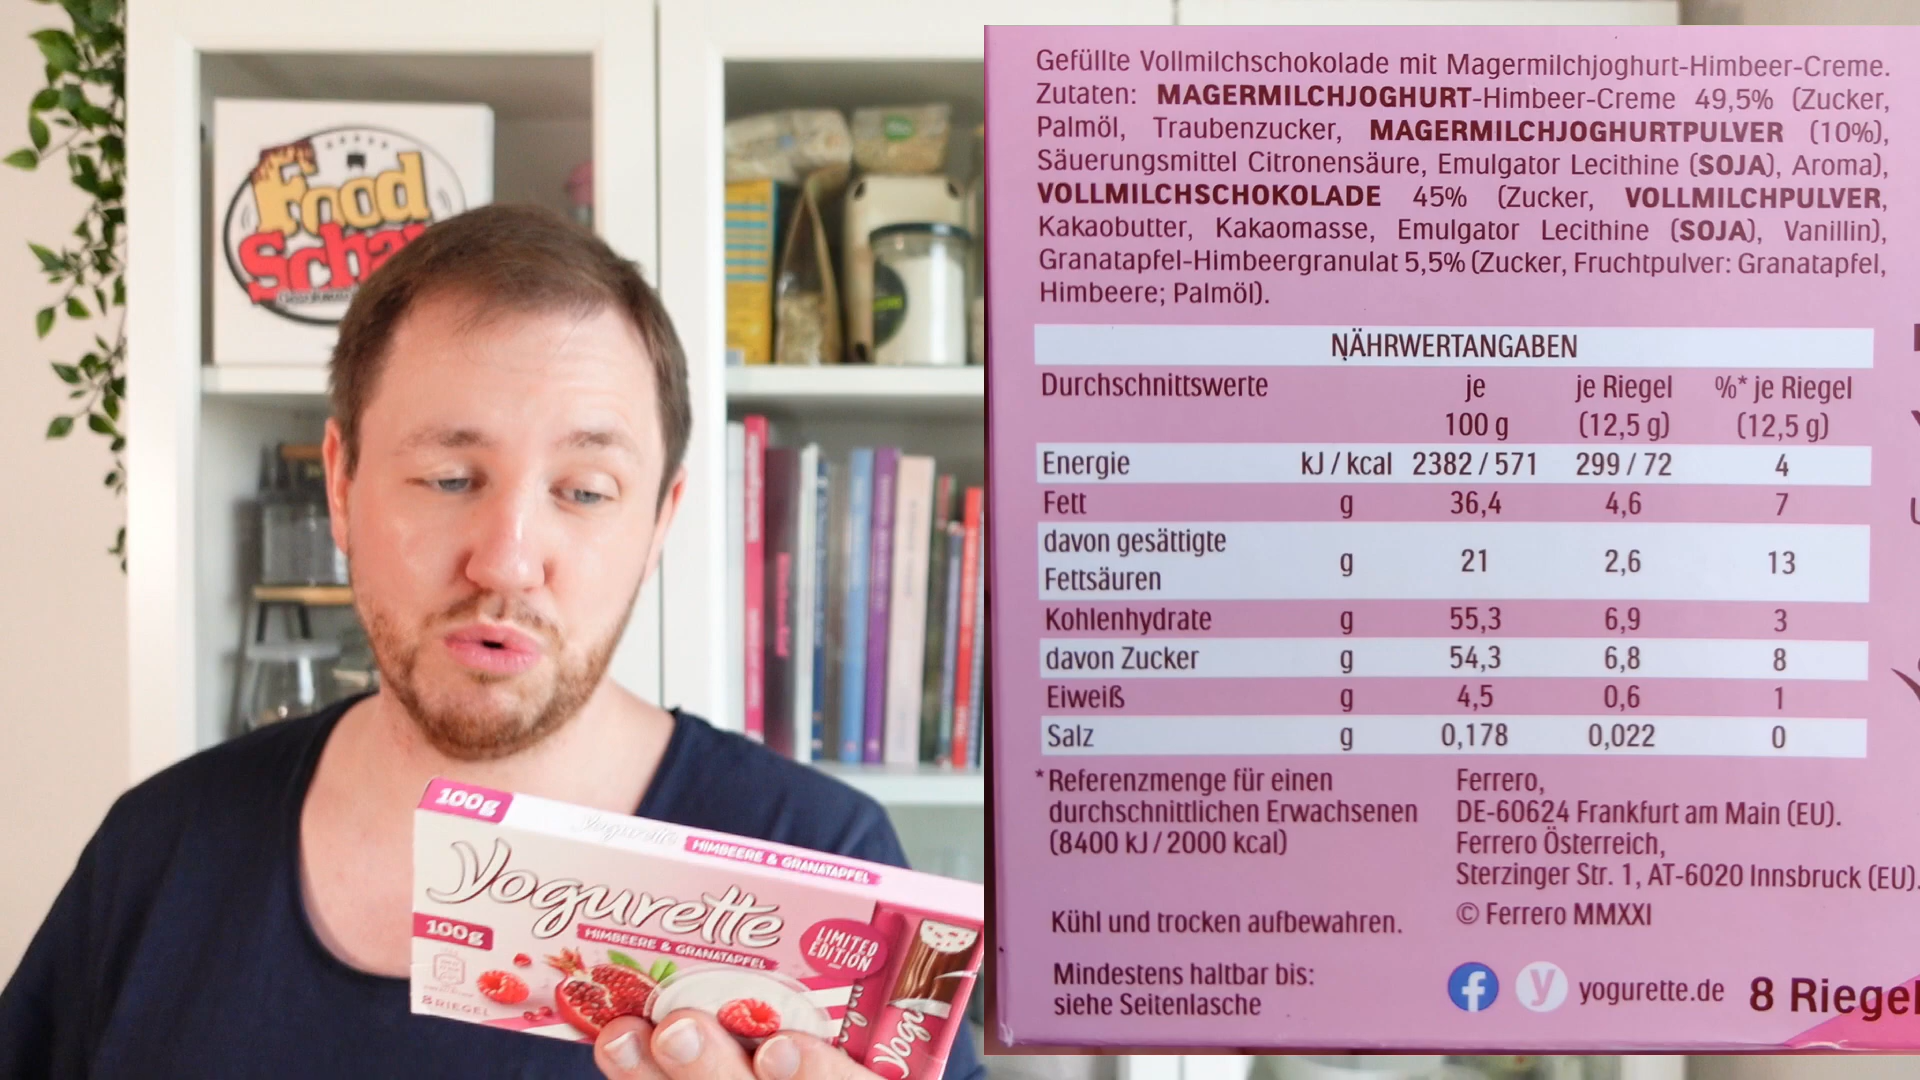 Food
100g
HIMBEERE & GRANATAPFEL
Yogurette
HIMBEERE & GRANATAPFEL
100g
LIMITED
EDITION
8 RIEGEL
Gefüllte Vollmilchschokolade mit Magermilchjoghurt-Himbeer-Creme.
Zutaten: MAGERMILCHJOGHURT-Himbeer-Creme 49,5% (Zucker,
Palmöl, Traubenzucker, MAGERMILCHJOGHURTPULVER (10%),
Säuerungsmittel Citronensäure, Emulgator Lecithine (SOJA), Aroma),
VOLLMILCHSCHOKOLADE 45% (Zucker, VOLLMILCHPULVER,
Kakaobutter, Kakaomasse, Emulgator Lecithine (SOJA), Vanillin),
Granatapfel-Himbeergranulat 5,5% (Zucker, Fruchtpulver: Granatapfel,
Himbeere; Palmöl).
NÄHRWERTANGABEN
Durchschnittswerte je 100 g je Riegel (12,5 g) %* je Riegel (12,5 g)
Energie kJ / kcal 2382 / 571 299 / 72 4
Fett g 36,4 4,6 7
davon gesättigte Fettsäuren g 21 2,6 13
Kohlenhydrate g 55,3 6,9 3
davon Zucker g 54,3 6,8 8
Eiweiß g 4,5 0,6 1
Salz g 0,178 0,022 0
*Referenzmenge für einen
durchschnittlichen Erwachsenen
(8400 kJ / 2000 kcal)
Ferrero,
DE-60624 Frankfurt am Main (EU).
Ferrero Österreich,
Sterzinger Str. 1, AT-6020 Innsbruck (EU).
© Ferrero MMXXI
Kühl und trocken aufbewahren.
Mindestens haltbar bis:
siehe Seitenlasche
f y yogurette.de 8 Riegel